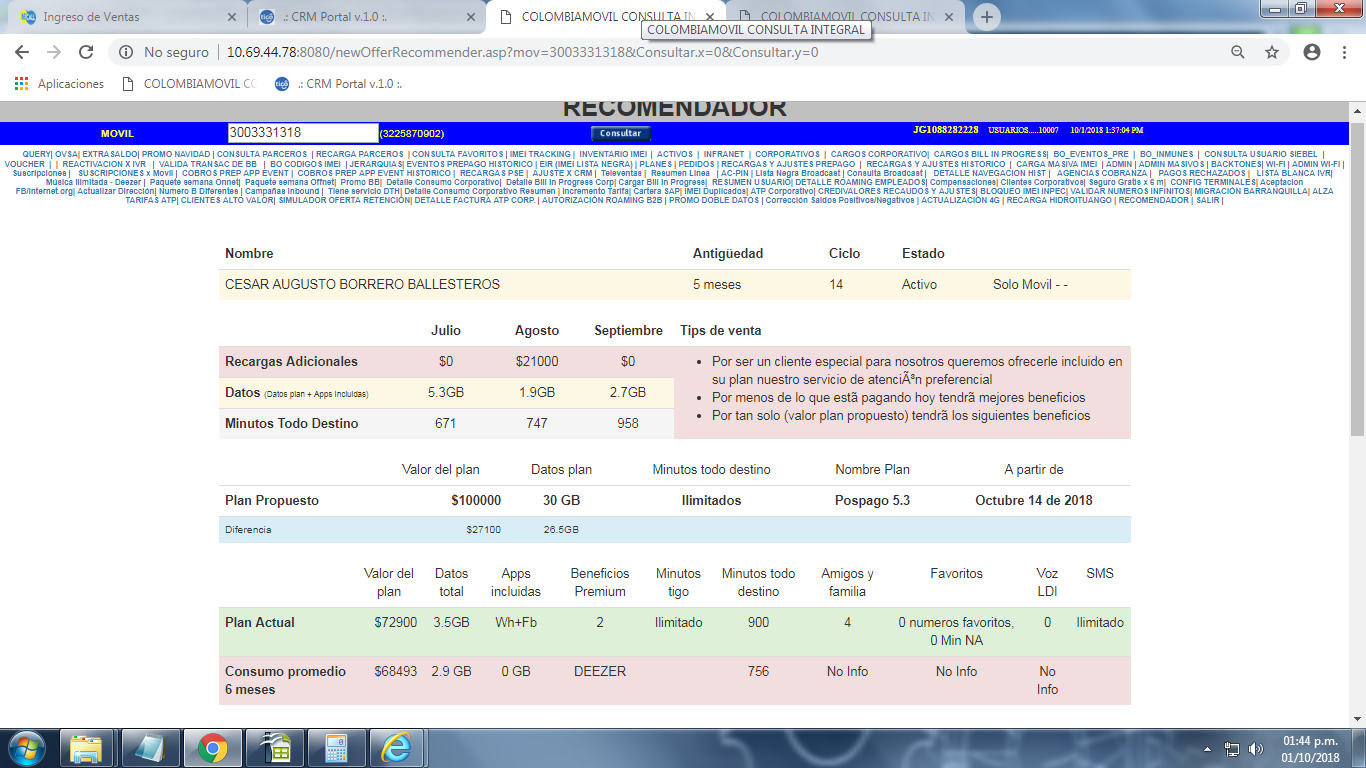 Ingreso de Ventas
.: CRM Portal v.1.0 :.
COLOMBIAMOVIL CONSULTA IN
COLOMBIAMOVIL CONSULTA IN
COLOMBIAMOVIL CONSULTA INTEGRAL
No seguro | 10.69.44.78:8080/newOfferRecommender.asp?mov=3003331318&Consultar.x=0&Consultar.y=0
Aplicaciones COLOMBIAMOVIL CO .: CRM Portal v.1.0 :.
RECOMENDADOR
MOVIL 3003331318 (3225870902) Consultar JG1088282228 USUARIOS.....10007 10/1/2018 1:37:04 PM
QUERY| OVSA| EXTRASALDO| PROMO NAVIDAD | CONSULTA PARCEROS | RECARGA PARCEROS | CONSULTA FAVORITOS | IMEI TRACKING | INVENTARIO IMEI | ACTIVOS | INFRANET | CORPORATIVOS | CARGOS CORPORATIVO| CARGOS BILL IN PROGRESS| BO_EVENTOS_PRE | BO_INMUNES | CONSULTA USUARIO SIEBEL |
VOUCHER | | REACTIVACION X IVR | VALIDA TRANSAC DE BB | BO CODIGOS IMEI | JERARQUIAS| EVENTOS PREPAGO HISTORICO | EIR (IMEI LISTA NEGRA) | PLANES | PEDIDOS | RECARGAS Y AJUSTES PREPAGO | RECARGAS Y AJUSTES HISTORICO | CARGA MASIVA IMEI | ADMIN | ADMIN MASIVOS | BACKTONES| WI-FI | ADMIN WI-FI |
Suscripciones | SUSCRIPCIONES x Movil | COBROS PREP APP EVENT | COBROS PREP APP EVENT HISTORICO | RECARGAS PSE | AJUSTE X CRM | Televentas | Resumen Linea | AC-PIN | Lista Negra Broadcast | Consulta Broadcast | DETALLE NAVEGACION HIST | AGENCIAS COBRANZA | PAGOS RECHAZADOS | LISTA BLANCA IVR|
Música Ilimitada - Deezer | Paquete semana Onnet| Paquete semana Offnet| Promo BB| Detalle Consumo Corporativo| Detalle Bill In Progress Corp| Cargar Bill in Progress| RESUMEN USUARIO| DETALLE ROAMING EMPLEADOS| Compensaciones| Clientes Corporativos| Seguro Gratis x 6 m| CONFIG TERMINALES| Aceptacion
FB/Internet.org| Actualizar Dirección| Numero B Diferentes | Campañas Inbound | Tiene servicio DTH| Detalle Consumo Corporativo Resumen | Incremento Tarifa| Cartera SAP| IMEI Duplicados| ATP Corporativo| CREDIVALORES RECAUDOS Y AJUSTES| BLOQUEO IMEI INPEC| VALIDAR NUMEROS INFINITOS| MIGRACIÓN BARRANQUILLA| ALZA
TARIFAS ATP| CLIENTES ALTO VALOR| SIMULADOR OFERTA RETENCIÓN| DETALLE FACTURA ATP CORP. | AUTORIZACIÓN ROAMING B2B | PROMO DOBLE DATOS | Corrección Saldos Positivos/Negativos | ACTUALIZACIÓN 4G | RECARGA HIDROITUANGO | RECOMENDADOR | SALIR |
Nombre Antigüedad Ciclo Estado
CESAR AUGUSTO BORRERO BALLESTEROS 5 meses 14 Activo Solo Movil - -
Julio Agosto Septiembre Tips de venta
Recargas Adicionales $0 $21000 $0
Datos (Datos plan + Apps Incluidas) 5.3GB 1.9GB 2.7GB
Minutos Todo Destino 671 747 958
• Por ser un cliente especial para nosotros queremos ofrecerle incluido en
su plan nuestro servicio de atenciÃ³n preferencial
• Por menos de lo que estã pagando hoy tendrã mejores beneficios
• Por tan solo (valor plan propuesto) tendrã los siguientes beneficios
Valor del plan Datos plan Minutos todo destino Nombre Plan A partir de
Plan Propuesto $100000 30 GB Ilimitados Pospago 5.3 Octubre 14 de 2018
Diferencia $27100 26.5GB
Valor del Datos Apps Beneficios Minutos Minutos todo Amigos y Favoritos Voz SMS
plan total incluidas Premium tigo destino familia LDI
Plan Actual $72900 3.5GB Wh+Fb 2 Ilimitado 900 4 0 numeros favoritos, 0 Ilimitado
0 Min NA
Consumo promedio $68493 2.9 GB 0 GB DEEZER 756 No Info No Info No
6 meses Info
01:44 p.m.
01/10/2018